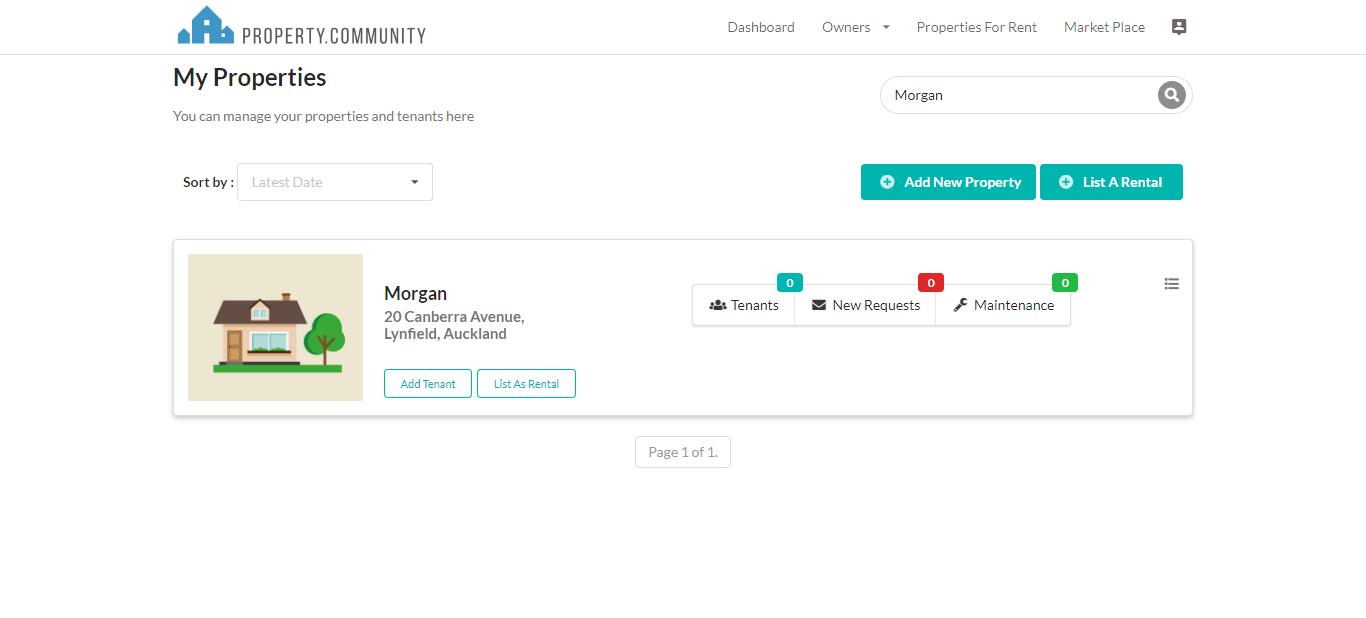 PROPERTY.COMMUNITY
Dashboard
Owners
Properties For Rent
Market Place
My Properties
You can manage your properties and tenants here
Morgan
Sort by :
Latest Date
Add New Property
List A Rental
Morgan
20 Canberra Avenue,
Lynfield, Auckland
Add Tenant
List As Rental
0
Tenants
0
New Requests
0
Maintenance
Page 1 of 1.